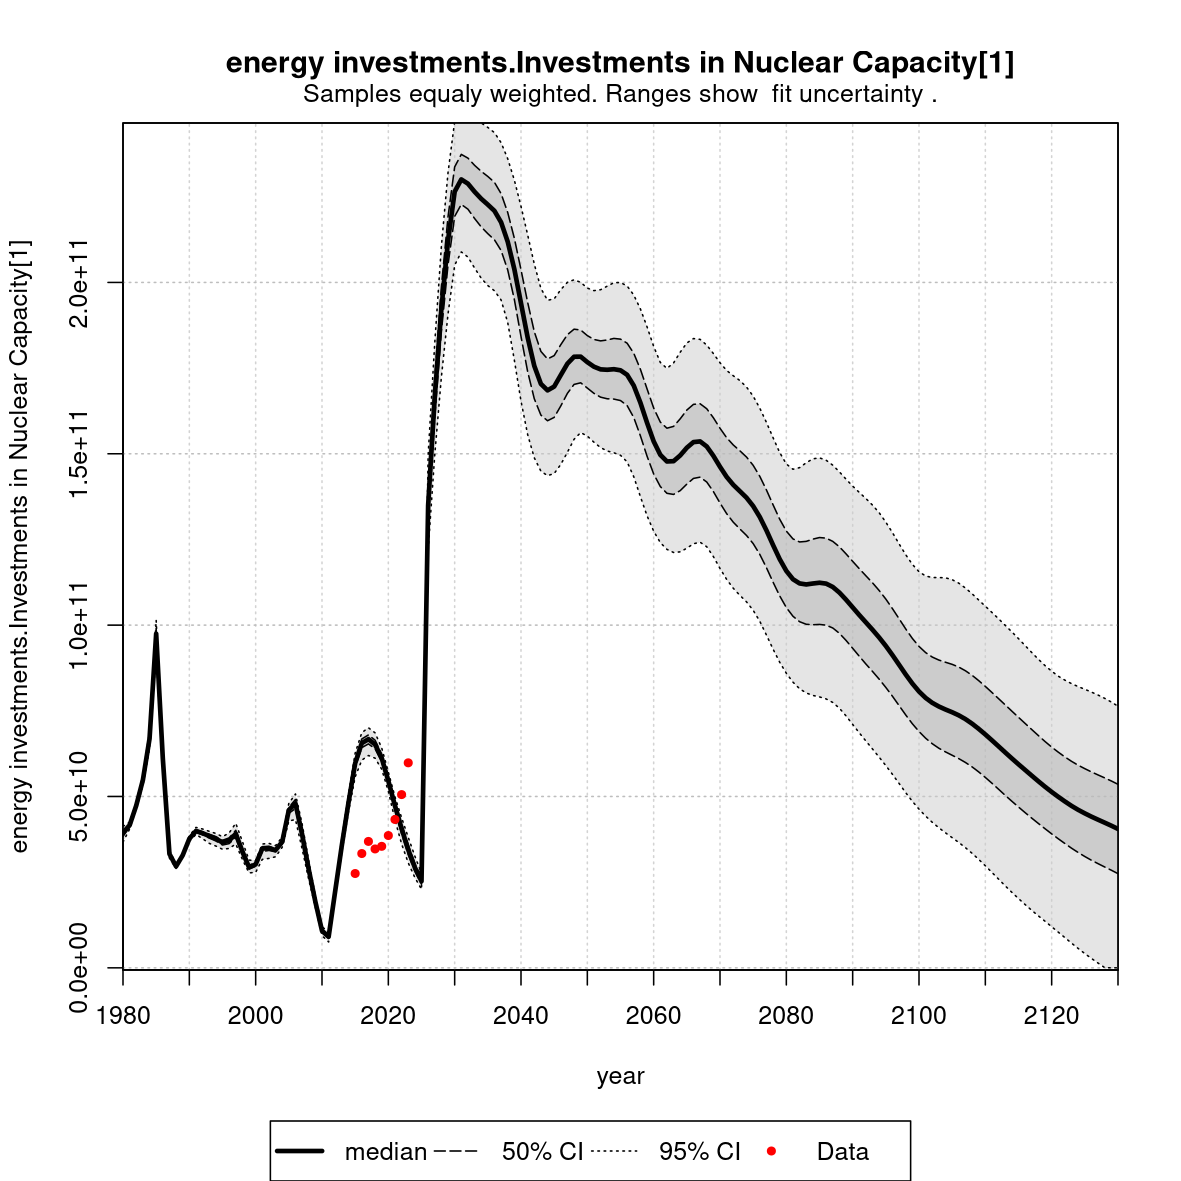 energy investments.Investments in Nuclear Capacity[1]
Samples equaly weighted. Ranges show  fit uncertainty .
energy investments.Investments in Nuclear Capacity[1]
2.0e+11
1.5e+11
1.0e+11
5.0e+10
0.0e+00
1980 2000 2020 2040 2060 2080 2100 2120
year
median 50% CI 95% CI Data